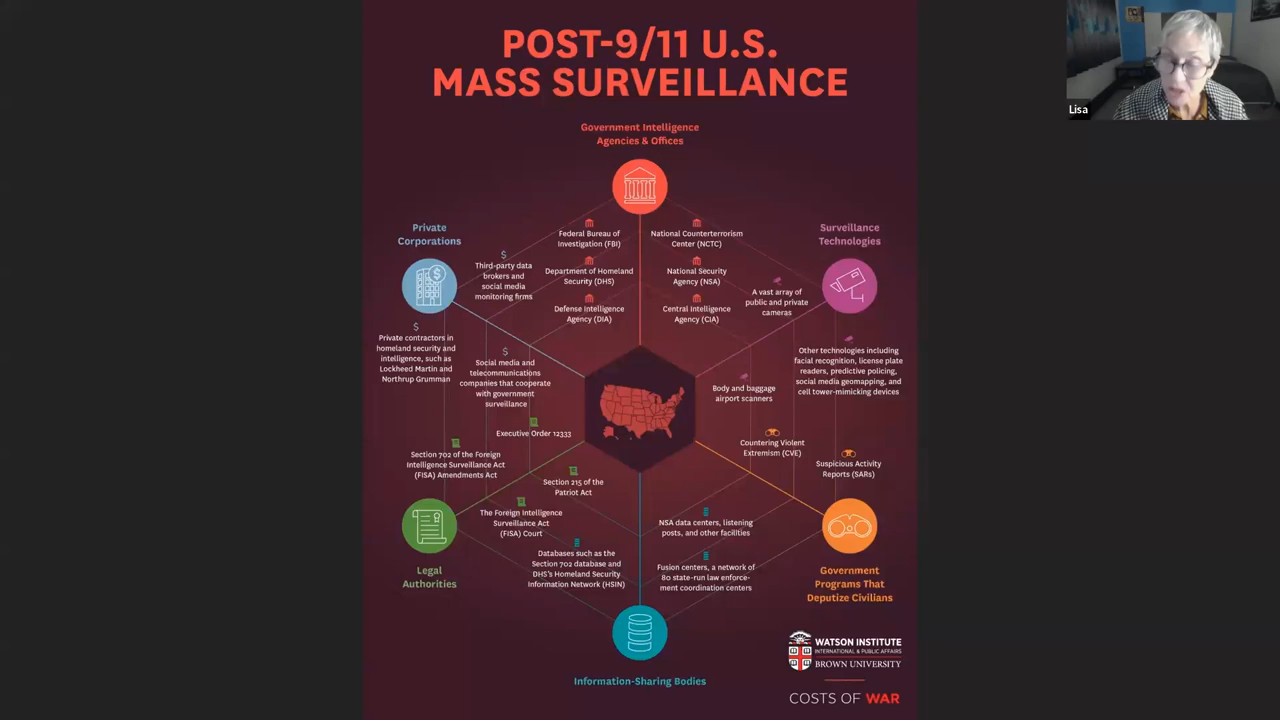 POST-9/11 U.S.
MASS SURVEILLANCE
Lisa
Government Intelligence
Agencies & Offices
Federal Bureau of
Investigation (FBI)
National Counterterrorism
Center (NCTC)
Department of Homeland
Security (DHS)
National Security
Agency (NSA)
Defense Intelligence
Agency (DIA)
Central Intelligence
Agency (CIA)
Private
Corporations
Third-party data
brokers and
social media
monitoring firms
Private contractors in
homeland security and
intelligence, such as
Lockheed Martin and
Northrup Grumman
Social media and
telecommunications
companies that cooperate
with government
surveillance
Surveillance
Technologies
A vast array of
public and private
cameras
Other technologies including
facial recognition, license plate
readers, predictive policing,
social media geomapping, and
cell tower-mimicking devices
Body and baggage
airport scanners
Executive Order 12333
Section 702 of the Foreign
Intelligence Surveillance Act
(FISA) Amendments Act
Section 215 of the
Patriot Act
The Foreign Intelligence
Surveillance Act
(FISA) Court
Legal
Authorities
Countering Violent
Extremism (CVE)
Suspicious Activity
Reports (SARs)
Government
Programs That
Deputize Civilians
NSA data centers, listening
posts, and other facilities
Databases such as the
Section 702 database and
DHS's Homeland Security
Information Network (HSIN)
Fusion centers, a network of
80 state-run law enforce-
ment coordination centers
Information-Sharing Bodies
WATSON INSTITUTE
INTERNATIONAL & PUBLIC AFFAIRS
BROWN UNIVERSITY
COSTS OF WAR